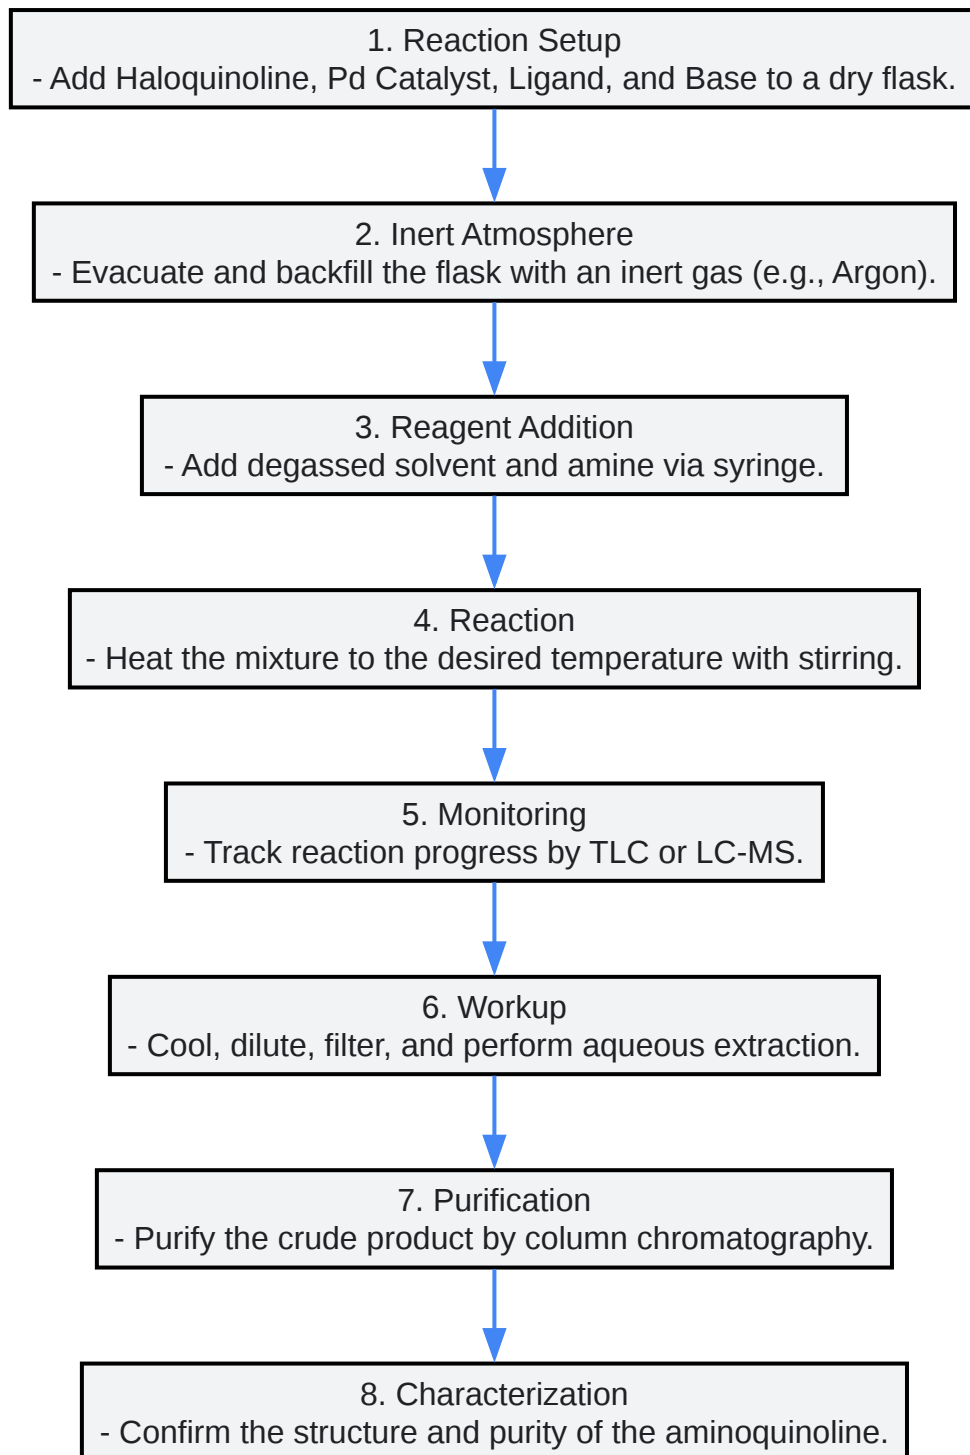 1. Reaction Setup
- Add Haloquinoline, Pd Catalyst, Ligand, and Base to a dry flask.
2. Inert Atmosphere
- Evacuate and backfill the flask with an inert gas (e.g., Argon).
3. Reagent Addition
- Add degassed solvent and amine via syringe.
4. Reaction
- Heat the mixture to the desired temperature with stirring.
5. Monitoring
- Track reaction progress by TLC or LC-MS.
6. Workup
- Cool, dilute, filter, and perform aqueous extraction.
7. Purification
- Purify the crude product by column chromatography.
8. Characterization
- Confirm the structure and purity of the aminoquinoline.